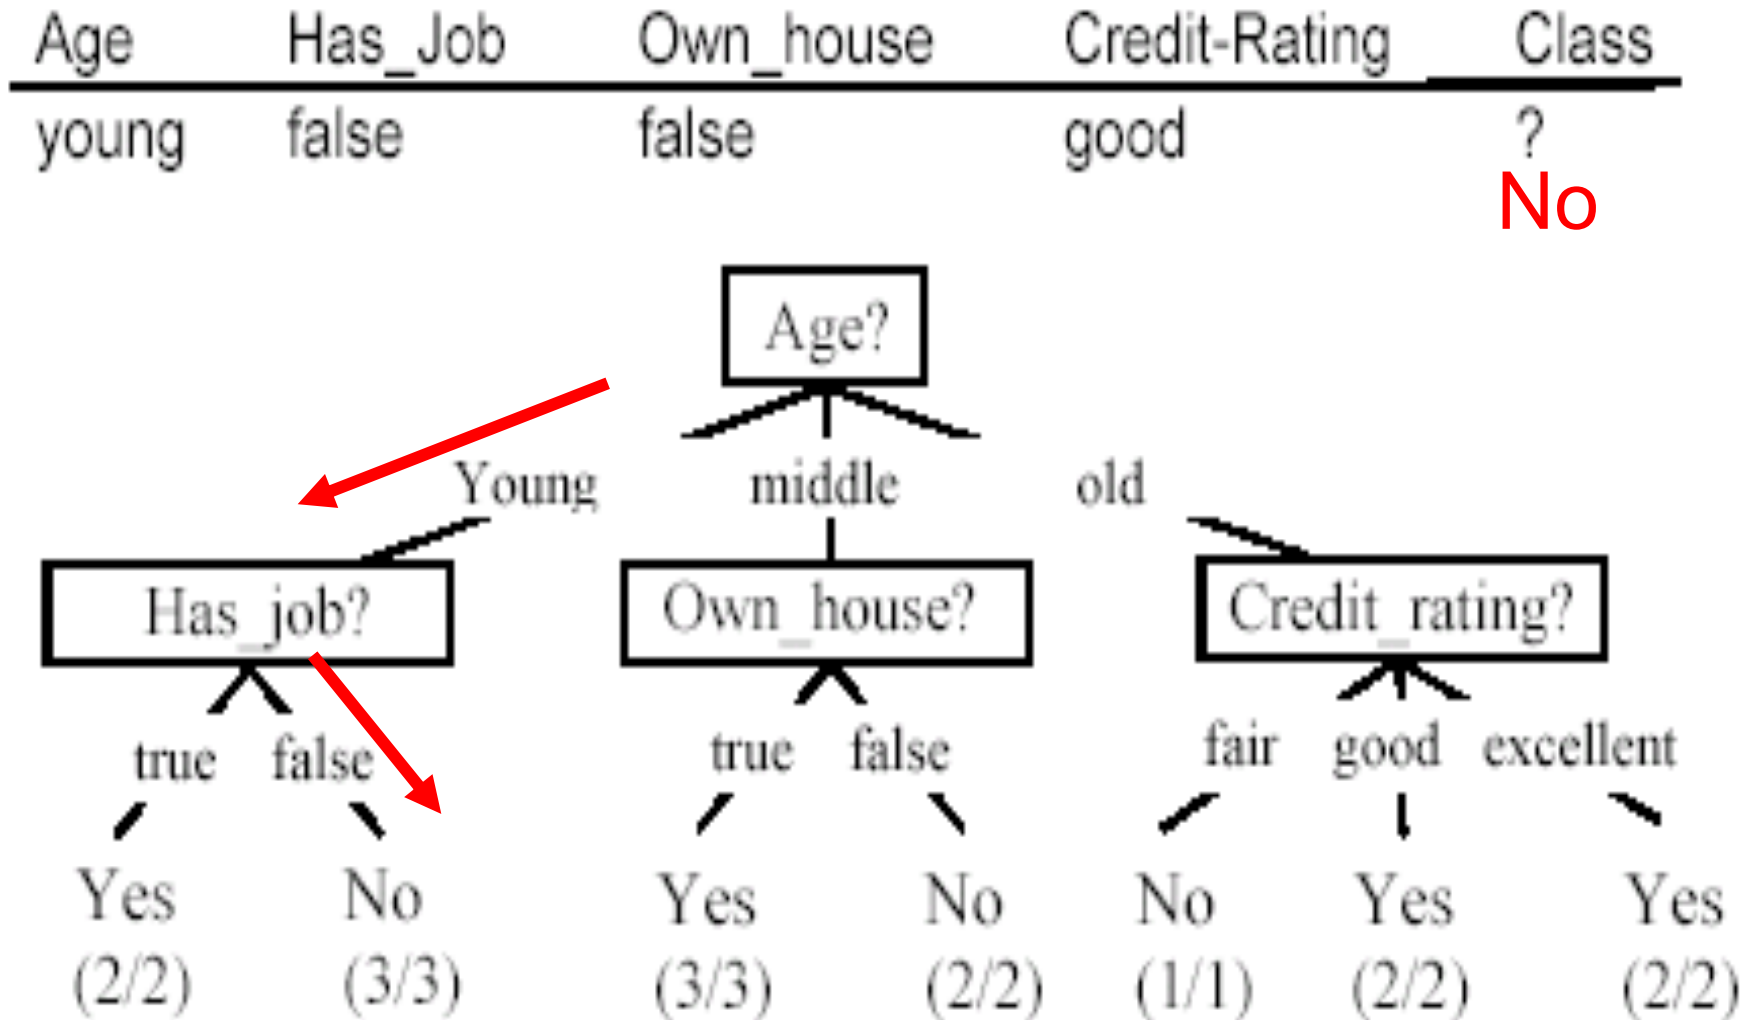 Age Has_Job Own_house Credit-Rating Class
young false false good ?
No
Age?
Young middle old
Has_job? Own_house? Credit_rating?
true false true false fair good excellent
Yes No Yes No No Yes Yes
(2/2) (3/3) (3/3) (2/2) (1/1) (2/2) (2/2)